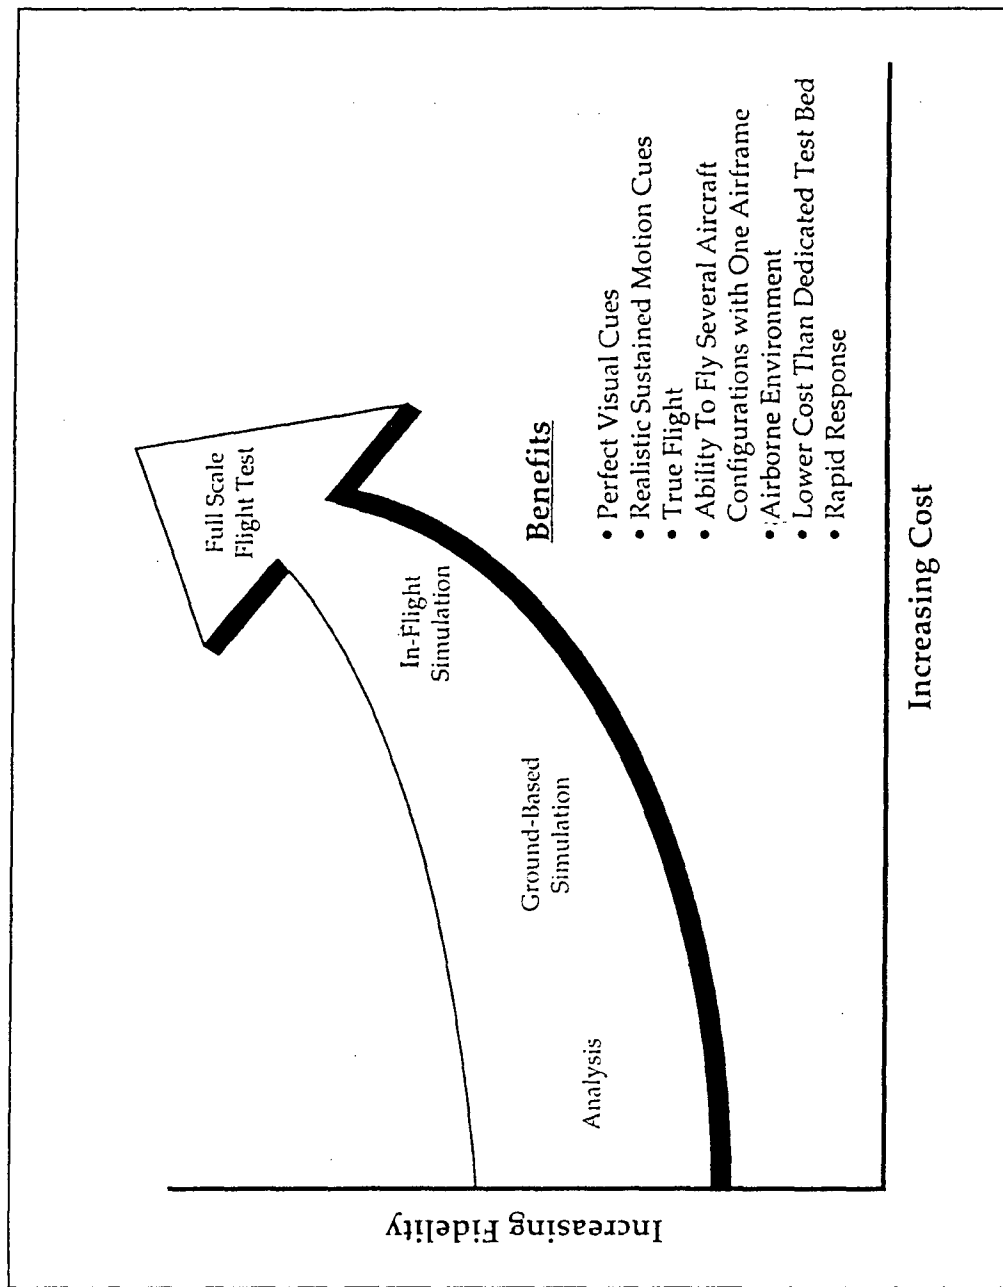 Increasing Fidelity
Full Scale
Flight Test
In-Flight
Simulation
Ground-Based
Simulation
Analysis
Benefits
• Perfect Visual Cues
• Realistic Sustained Motion Cues
• True Flight
• Ability To Fly Several Aircraft
Configurations with One Airframe
• Airborne Environment
• Lower Cost Than Dedicated Test Bed
• Rapid Response
Increasing Cost